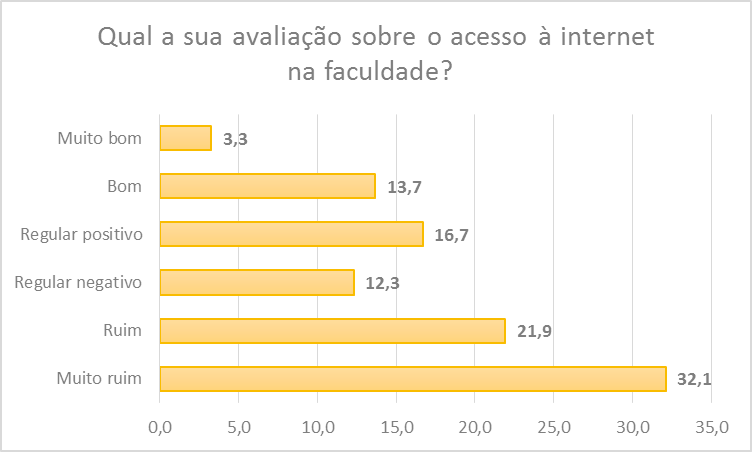 Qual a sua avaliação sobre o acesso à internet
na faculdade?
Muito bom 3,3
Bom 13,7
Regular positivo 16,7
Regular negativo 12,3
Ruim 21,9
Muito ruim 32,1
0,0 5,0 10,0 15,0 20,0 25,0 30,0 35,0